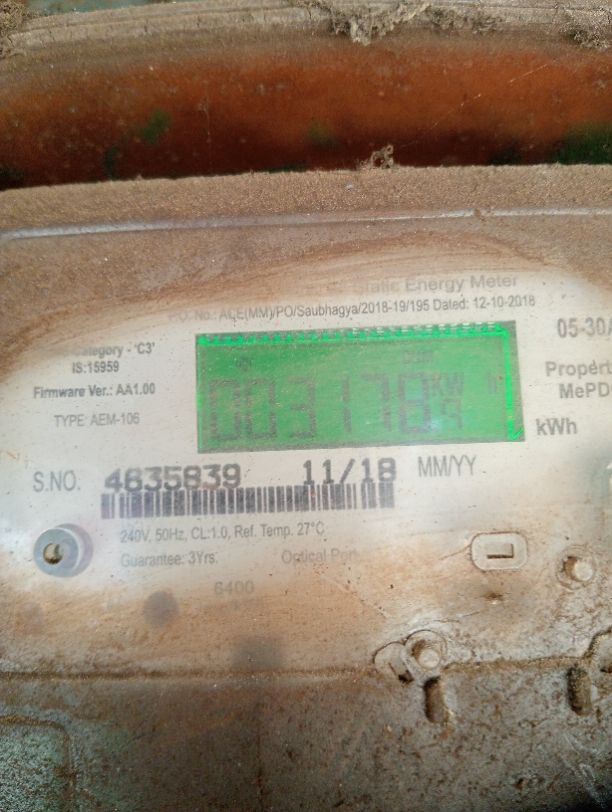 Static Energy Meter
P.O. No.: ACE(MM)/PO/Saubhagya/2018-19/195 Dated: 12-10-2018
Category - 'C3'
IS:15959
Firmware Ver.: AA1.00
TYPE: AEM-106
003178
kWh
05-30A
Propert
MePD
kWh
S.NO. 4635839 11/18 MM/YY
240V, 50Hz, CL:1.0, Ref. Temp. 27°C
Guarantee: 3Yrs. Optical Port
6400